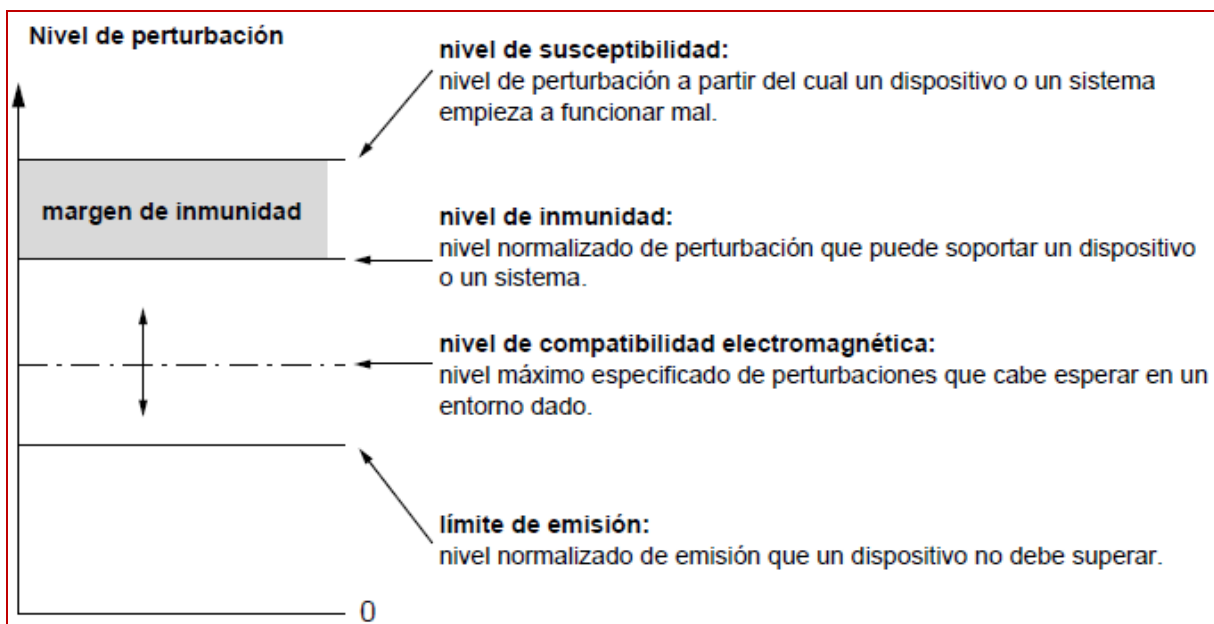 Nivel de perturbación
nivel de susceptibilidad:
nivel de perturbación a partir del cual un dispositivo o un sistema
empieza a funcionar mal.
margen de inmunidad
nivel de inmunidad:
nivel normalizado de perturbación que puede soportar un dispositivo
o un sistema.
nivel de compatibilidad electromagnética:
nivel máximo especificado de perturbaciones que cabe esperar en un
entorno dado.
límite de emisión:
nivel normalizado de emisión que un dispositivo no debe superar.
0